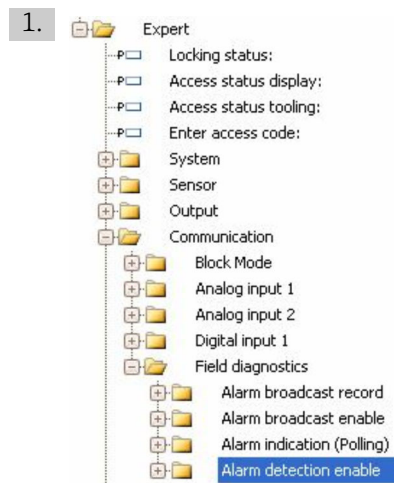 1.
Expert
P Locking status:
P Access status display:
P Access status tooling:
P Enter access code:
System
Sensor
Output
Communication
Block Mode
Analog input 1
Analog input 2
Digital input 1
Field diagnostics
Alarm broadcast record
Alarm broadcast enable
Alarm indication (Polling)
Alarm detection enable